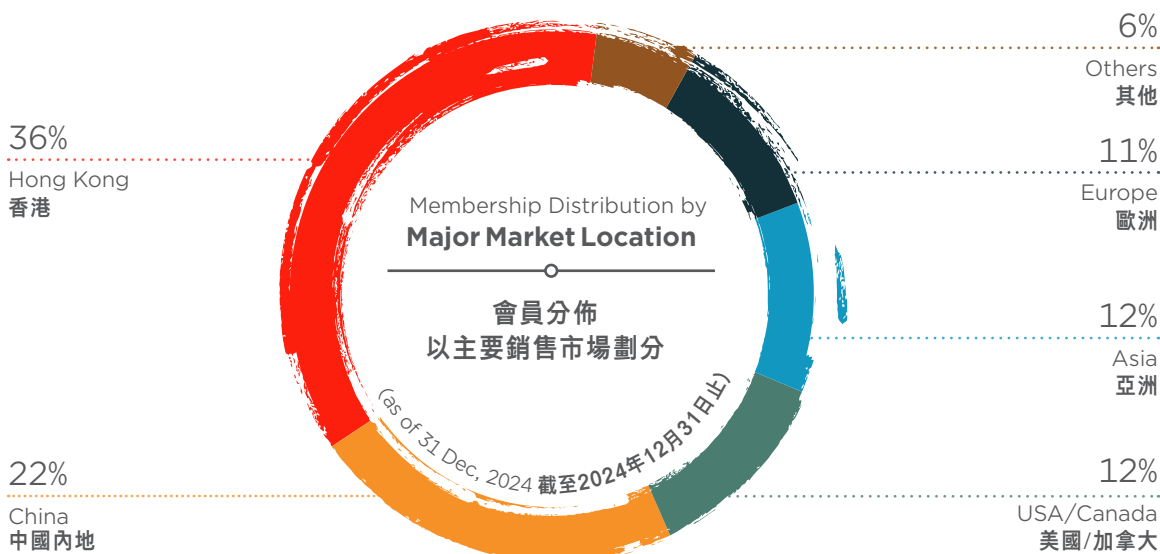 Membership Distribution by
Major Market Location
會員分佈
以主要銷售市場劃分
(as of 31 Dec, 2024 截至2024年12月31日止)
36%
Hong Kong
香港
22%
China
中國內地
6%
Others
其他
11%
Europe
歐洲
12%
Asia
亞洲
12%
USA/Canada
美國/加拿大